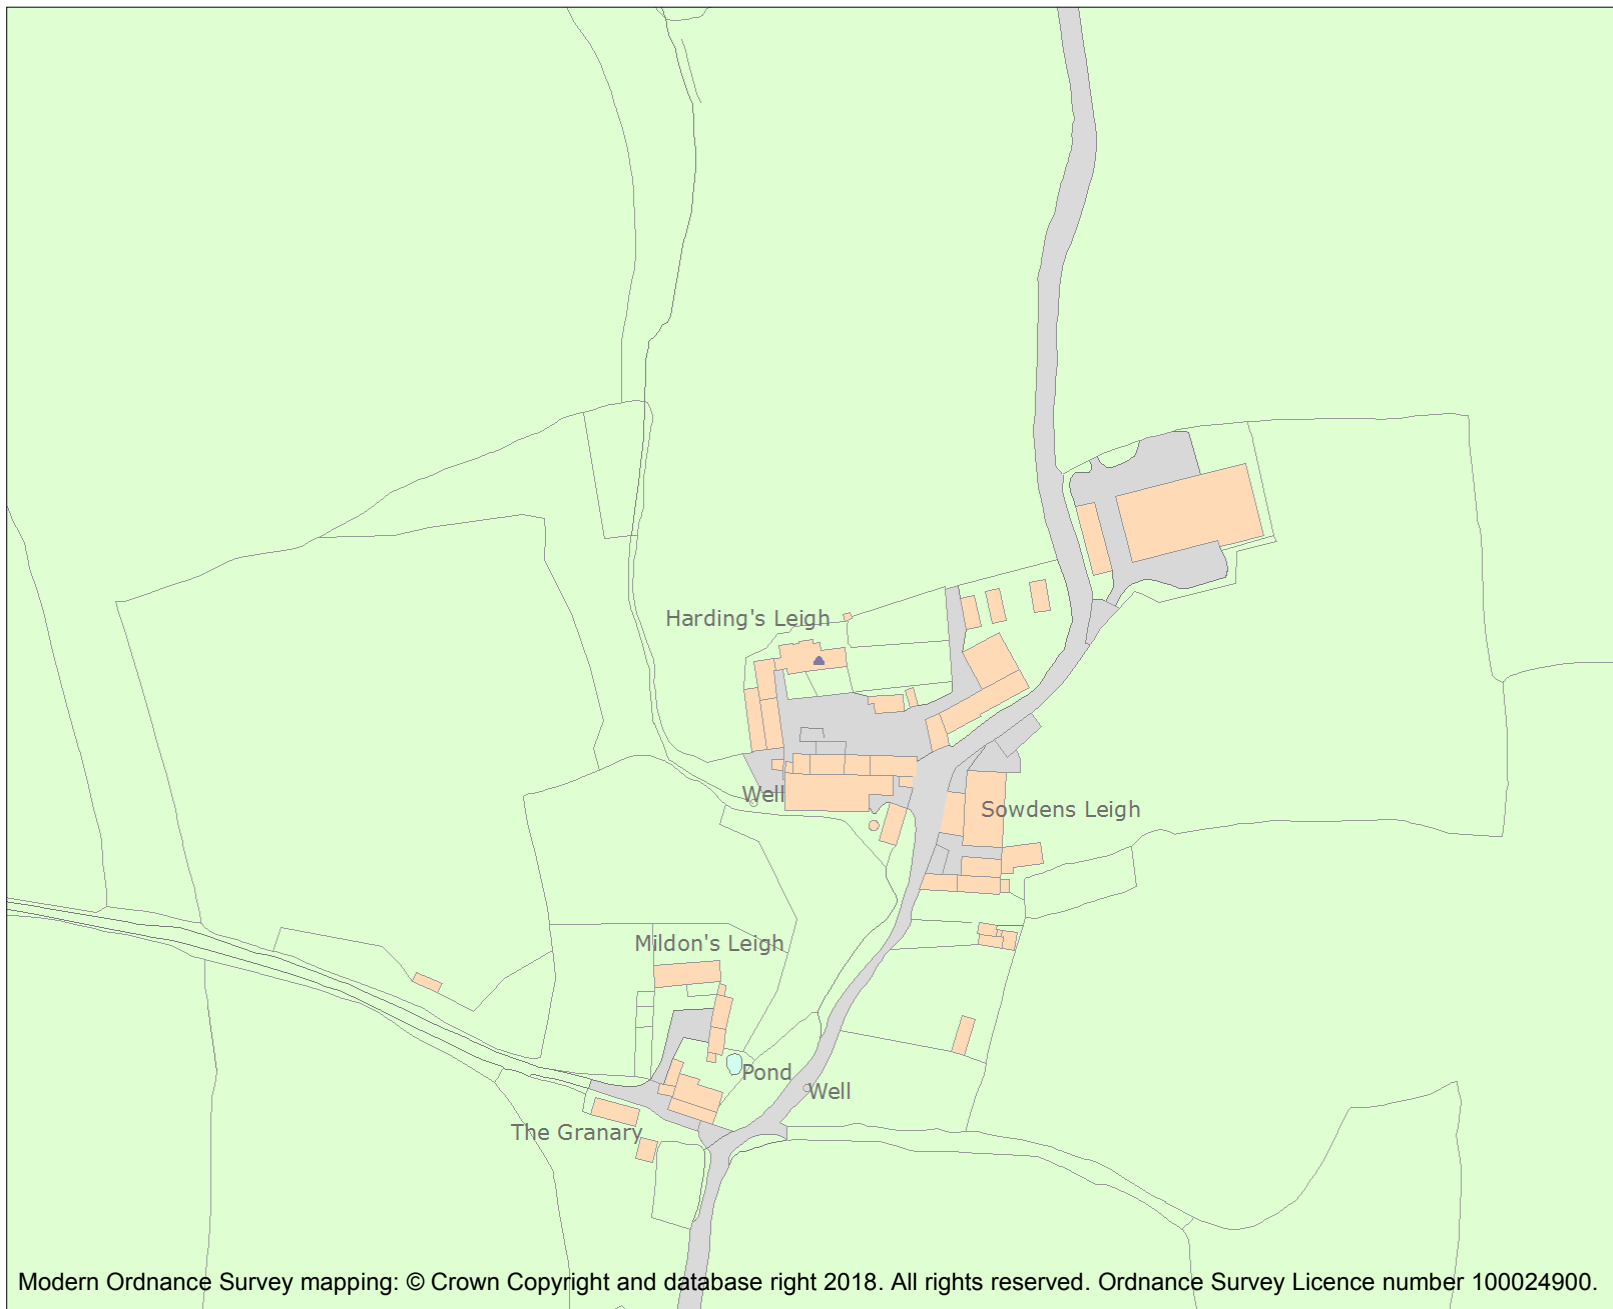 Harding's Leigh
Well
Sowdens Leigh
Mildon's Leigh
Pond
Well
The Granary
Modern Ordnance Survey mapping: © Crown Copyright and database right 2018. All rights reserved. Ordnance Survey Licence number 100024900.